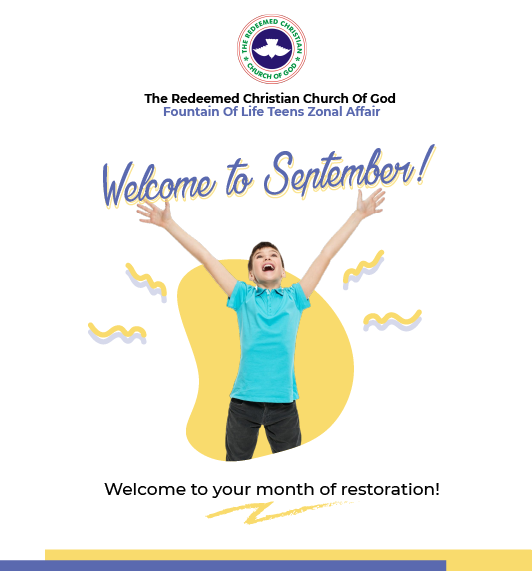 THE REDEEMED CHRISTIAN
CHURCH OF GOD
The Redeemed Christian Church Of God
Fountain Of Life Teens Zonal Affair
Welcome to September!
Welcome to your month of restoration!